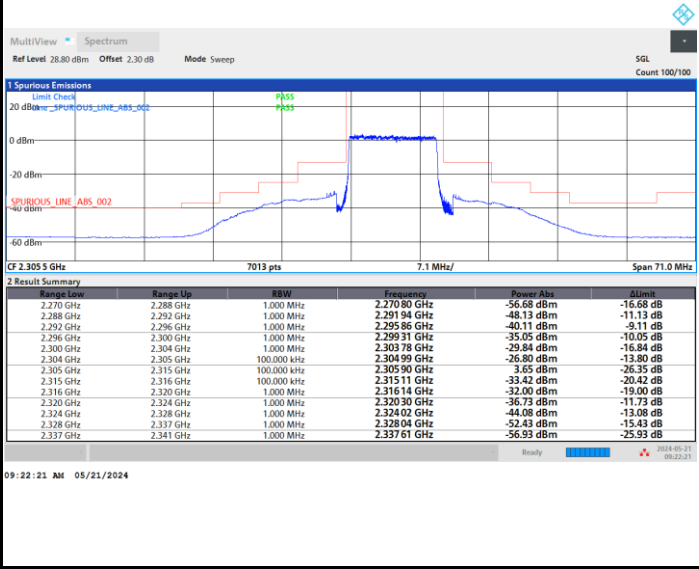 MultiView Spectrum
Ref Level 28.80 dBm Offset 2.30 dB Mode Sweep SGL
Count 100/100
1 Spurious Emissions
Limit Check PASS
Line _SPURIOUS_LINE_ABS_002 PASS
20 dBm
0 dBm
-20 dBm
SPURIOUS_LINE_ABS_002
-40 dBm
-60 dBm
CF 2.305 5 GHz 7013 pts 7.1 MHz/ Span 71.0 MHz
2 Result Summary
Range Low Range Up RBW Frequency Power Abs ΔLimit
2.270 GHz 2.288 GHz 1.000 MHz 2.270 80 GHz -56.68 dBm -16.68 dB
2.288 GHz 2.292 GHz 1.000 MHz 2.291 94 GHz -48.13 dBm -11.13 dB
2.292 GHz 2.296 GHz 1.000 MHz 2.295 86 GHz -40.11 dBm -9.11 dB
2.296 GHz 2.300 GHz 1.000 MHz 2.299 31 GHz -35.05 dBm -10.05 dB
2.300 GHz 2.304 GHz 1.000 MHz 2.303 78 GHz -29.84 dBm -16.84 dB
2.304 GHz 2.305 GHz 100.000 kHz 2.304 99 GHz -26.80 dBm -13.80 dB
2.305 GHz 2.315 GHz 100.000 kHz 2.305 90 GHz 3.65 dBm -26.35 dB
2.315 GHz 2.316 GHz 100.000 kHz 2.315 11 GHz -33.42 dBm -20.42 dB
2.316 GHz 2.320 GHz 1.000 MHz 2.316 14 GHz -32.00 dBm -19.00 dB
2.320 GHz 2.324 GHz 1.000 MHz 2.320 30 GHz -36.73 dBm -11.73 dB
2.324 GHz 2.328 GHz 1.000 MHz 2.324 02 GHz -44.08 dBm -13.08 dB
2.328 GHz 2.337 GHz 1.000 MHz 2.328 04 GHz -52.43 dBm -15.43 dB
2.337 GHz 2.341 GHz 1.000 MHz 2.337 61 GHz -56.93 dBm -25.93 dB
Ready 2024-05-21
09:22:21
09:22:21 AM 05/21/2024